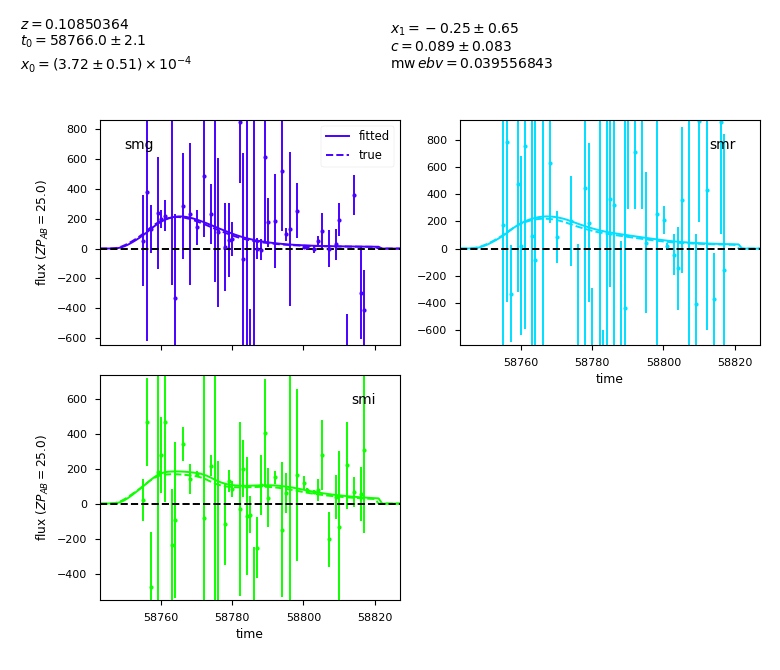 z = 0.10850364
t₀ = 58766.0 ± 2.1
x₀ = (3.72 ± 0.51) × 10⁻⁴
x₁ = −0.25 ± 0.65
c = 0.089 ± 0.083
mw ebv = 0.039556843
smg
fitted
true
800
600
400
200
0
−200
−400
−600
flux (ZP_AB = 25.0)
smr
800
600
400
200
0
−200
−400
−600
58760
58780
58800
58820
time
smi
600
400
200
0
−200
−400
flux (ZP_AB = 25.0)
58760
58780
58800
58820
time